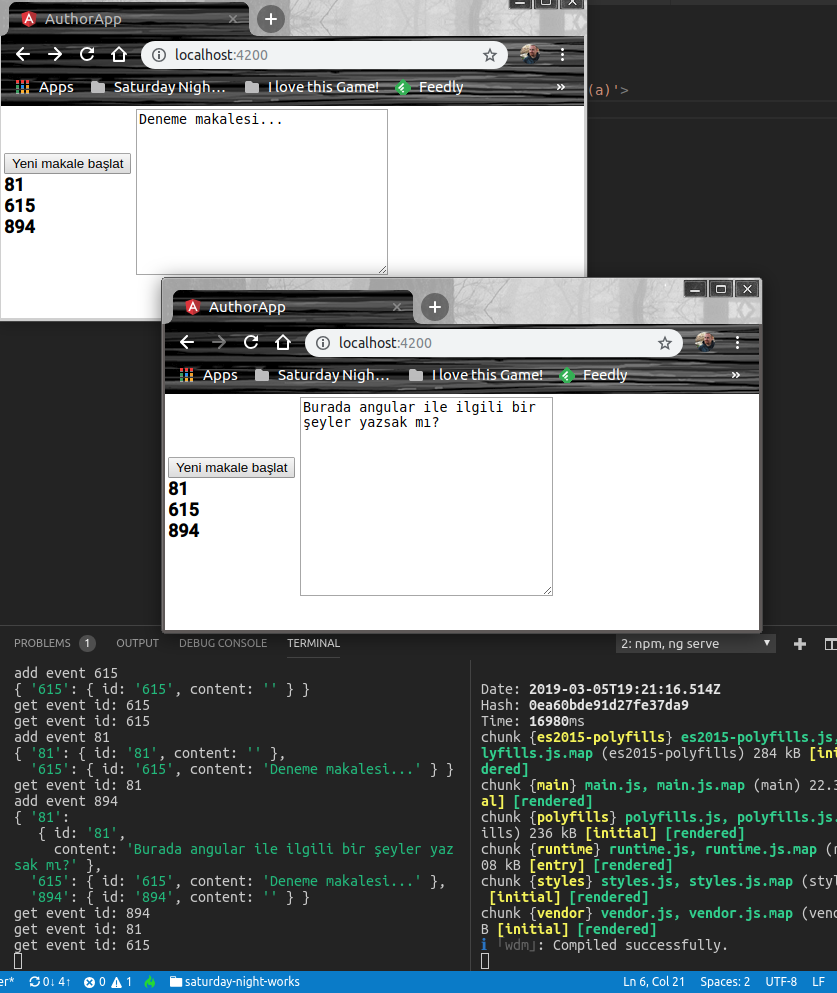 AuthorApp
localhost:4200
Apps Saturday Nigh… I love this Game! Feedly »
(a)'>
Deneme makalesi...
Yeni makale başlat
81
615
894
AuthorApp
localhost:4200
Apps Saturday Nigh… I love this Game! Feedly »
Burada angular ile ilgili bir
şeyler yazsak mı?
Yeni makale başlat
81
615
894
PROBLEMS 1 OUTPUT DEBUG CONSOLE TERMINAL 2: npm, ng serve
add event 615
{ '615': { id: '615', content: '' } }
get event id: 615
get event id: 615
add event 81
{ '81': { id: '81', content: '' },
'615': { id: '615', content: 'Deneme makalesi...' } }
get event id: 81
add event 894
{ '81':
{ id: '81',
content: 'Burada angular ile ilgili bir şeyler yaz
sak mı?' },
'615': { id: '615', content: 'Deneme makalesi...' },
'894': { id: '894', content: '' } }
get event id: 894
get event id: 81
get event id: 615
Date: 2019-03-05T19:21:16.514Z
Hash: 0ea60bde91d27fe37da9
Time: 16980ms
chunk {es2015-polyfills} es2015-polyfills.js,
lyfills.js.map (es2015-polyfills) 284 kB [ini
dered]
chunk {main} main.js, main.js.map (main) 22.3
al] [rendered]
chunk {polyfills} polyfills.js, polyfills.js.
ills) 236 kB [initial] [rendered]
chunk {runtime} runtime.js, runtime.js.map (r
08 kB [entry] [rendered]
chunk {styles} styles.js, styles.js.map (styl
[initial] [rendered]
chunk {vendor} vendor.js, vendor.js.map (vend
B [initial] [rendered]
ℹ ｢wdm｣: Compiled successfully.
er* 0↓ 4↑ 0 1 saturday-night-works Ln 6, Col 21 Spaces: 2 UTF-8 LF